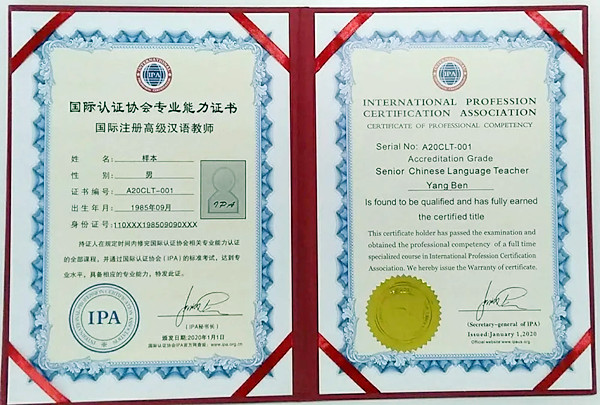 IPA
国际认证协会专业能力证书
国际注册高级汉语教师
姓 名: 样本
性 别: 男
证书编号: A20CLT-001
出生年月: 1985年09月
身份证号: 110XXX198509090XXX
IPA
持证人在规定时间内修完国际认证协会相关专业能力认证
的全部课程,并通过国际认证协会(IPA)的标准考试,达到专
业水平,具备相应的专业能力,特发此证。
IPA
(IPA秘书长)
颁发日期:2020年1月1日
IPA
INTERNATIONAL PROFESSION
CERTIFICATION ASSOCIATION
CERTIFICATE OF PROFESSIONAL COMPETENCY
Serial No: A20CLT-001
Accreditation Grade
Senior Chinese Language Teacher
Yang Ben
Is found to be qualified and has fully earned
the certified title
This certificate holder has passed the examination and
obtained the professional competency of a full time
specialized course in International Profession Certification
Association. We hereby issue the Warranty of certificate.
(Secretary-general of IPA)
Issued:January 1,2020
Official website www.ipaus.org